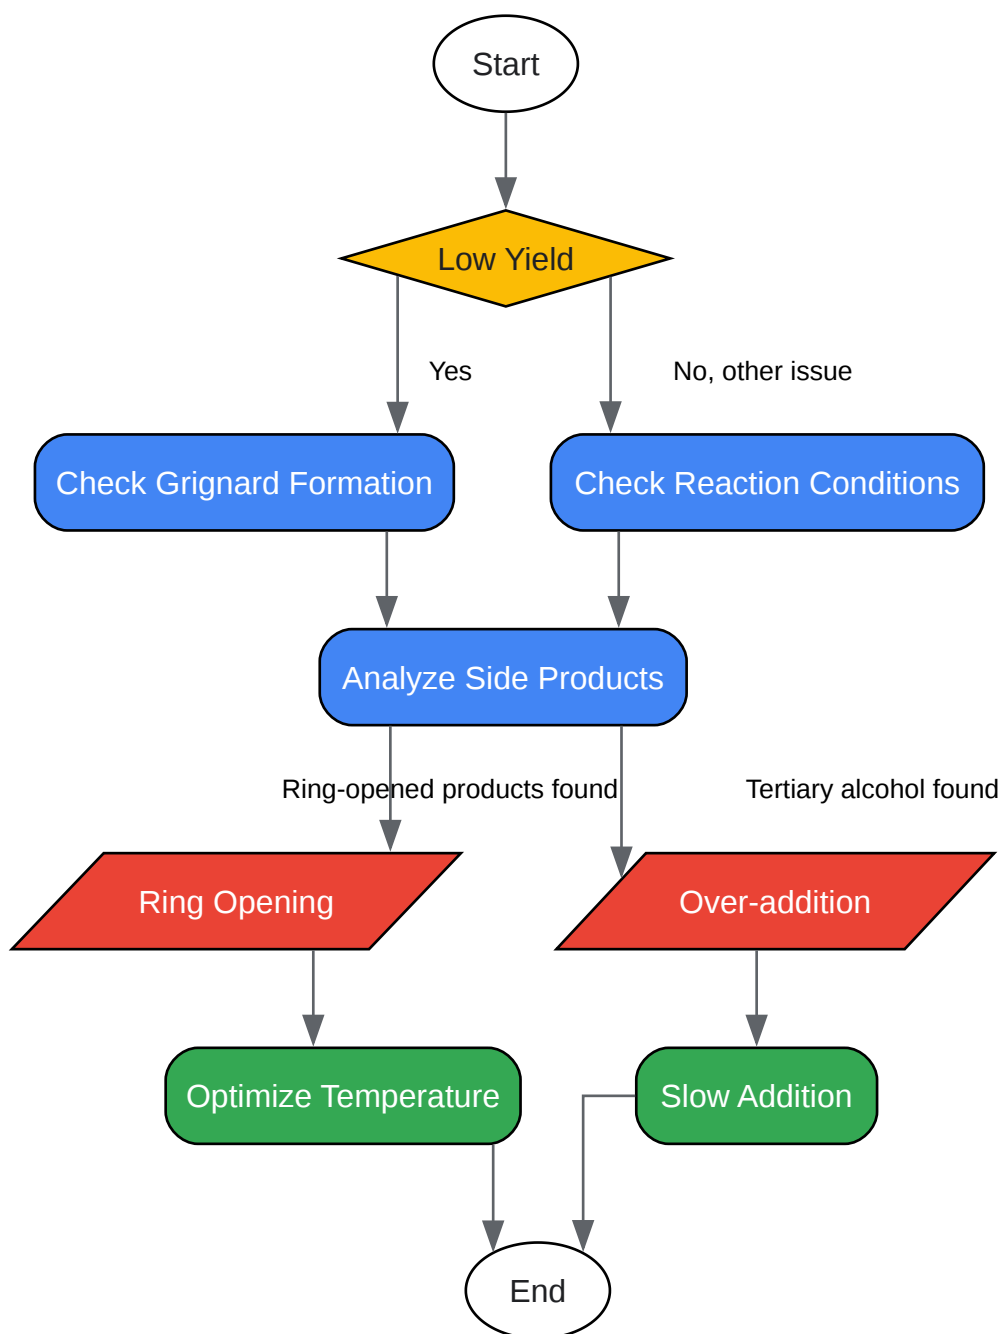 Start
Low Yield
Yes
No, other issue
Check Grignard Formation
Check Reaction Conditions
Analyze Side Products
Ring-opened products found
Tertiary alcohol found
Ring Opening
Over-addition
Optimize Temperature
Slow Addition
End